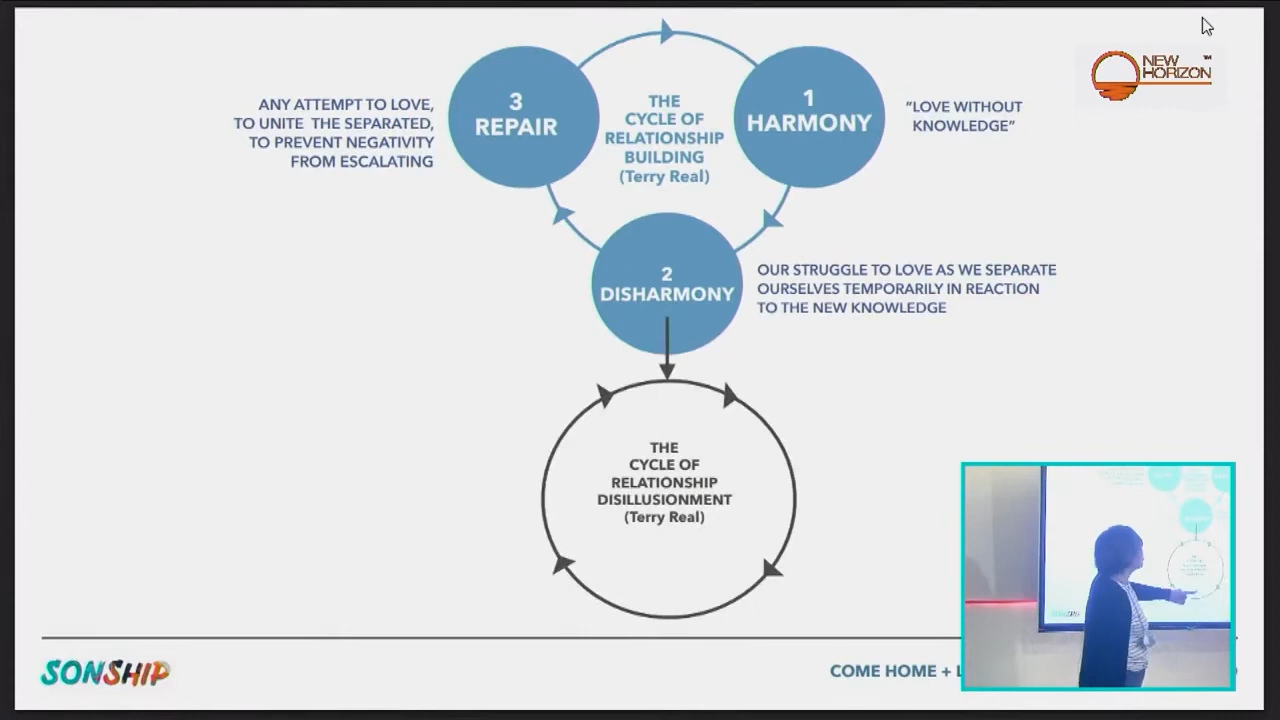 NEW
HORIZON™
3
REPAIR
ANY ATTEMPT TO LOVE,
TO UNITE THE SEPARATED,
TO PREVENT NEGATIVITY
FROM ESCALATING
THE
CYCLE OF
RELATIONSHIP
BUILDING
(Terry Real)
1
HARMONY
”LOVE WITHOUT
KNOWLEDGE”
2
DISHARMONY
OUR STRUGGLE TO LOVE AS WE SEPARATE
OURSELVES TEMPORARILY IN REACTION
TO THE NEW KNOWLEDGE
THE
CYCLE OF
RELATIONSHIP
DISILLUSIONMENT
(Terry Real)
SONSHIP
COME HOME +